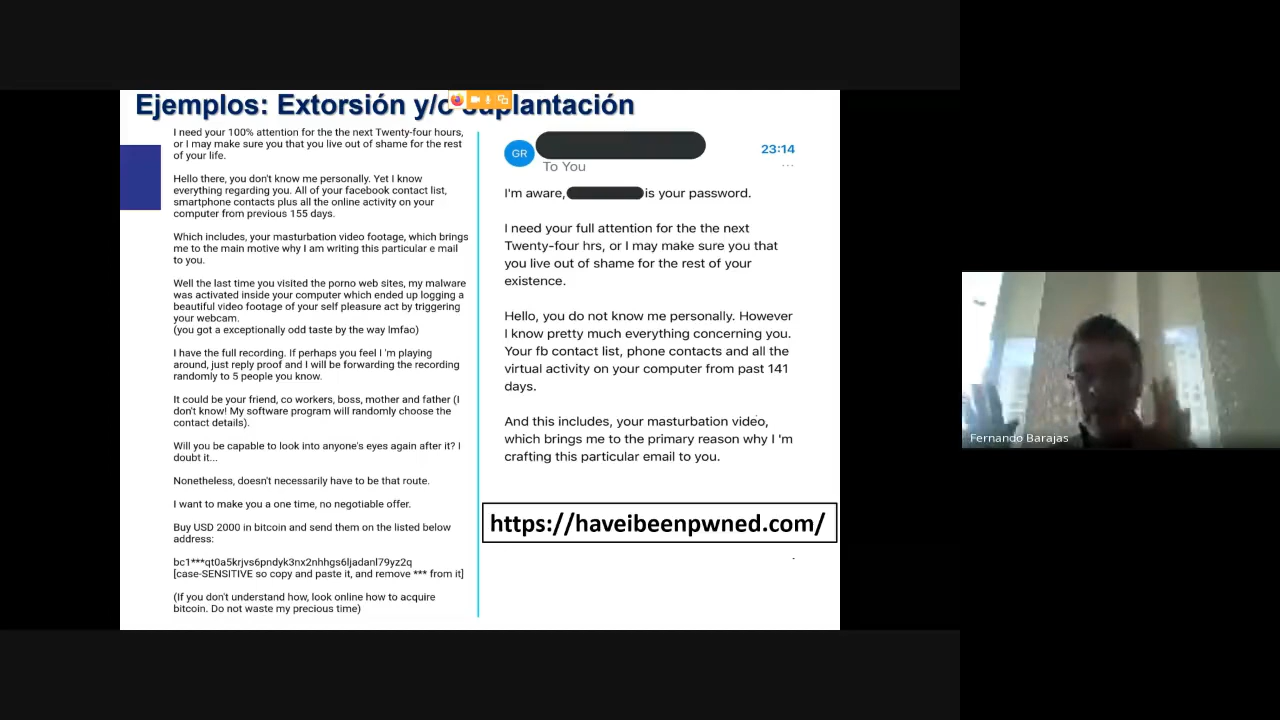 Ejemplos: Extorsión y/o suplantación
I need your 100% attention for the the next Twenty-four hours,
or I may make sure you that you live out of shame for the rest
of your life.
Hello there, you don't know me personally. Yet I know
everything regarding you. All of your facebook contact list,
smartphone contacts plus all the online activity on your
computer from previous 155 days.
Which includes, your masturbation video footage, which brings
me to the main motive why I am writing this particular e mail
to you.
Well the last time you visited the porno web sites, my malware
was activated inside your computer which ended up logging a
beautiful video footage of your self pleasure act by triggering
your webcam.
(you got a exceptionally odd taste by the way lmfao)
I have the full recording. If perhaps you feel I 'm playing
around, just reply proof and I will be forwarding the recording
randomly to 5 people you know.
It could be your friend, co workers, boss, mother and father (I
don't know! My software program will randomly choose the
contact details).
Will you be capable to look into anyone's eyes again after it? I
doubt it...
Nonetheless, doesn't necessarily have to be that route.
I want to make you a one time, no negotiable offer.
Buy USD 2000 in bitcoin and send them on the listed below
address:
bc1***qt0a5krjvs6pndyk3nx2nhhgs6ljadanl79yz2q
[case-SENSITIVE so copy and paste it, and remove *** from it]
(If you don't understand how, look online how to acquire
bitcoin. Do not waste my precious time)
GR
23:14
To You
...
I'm aware, is your password.
I need your full attention for the the next
Twenty-four hrs, or I may make sure you that
you live out of shame for the rest of your
existence.
Hello, you do not know me personally. However
I know pretty much everything concerning you.
Your fb contact list, phone contacts and all the
virtual activity on your computer from past 141
days.
And this includes, your masturbation video,
which brings me to the primary reason why I 'm
crafting this particular email to you.
https://haveibeenpwned.com/
Fernando Barajas